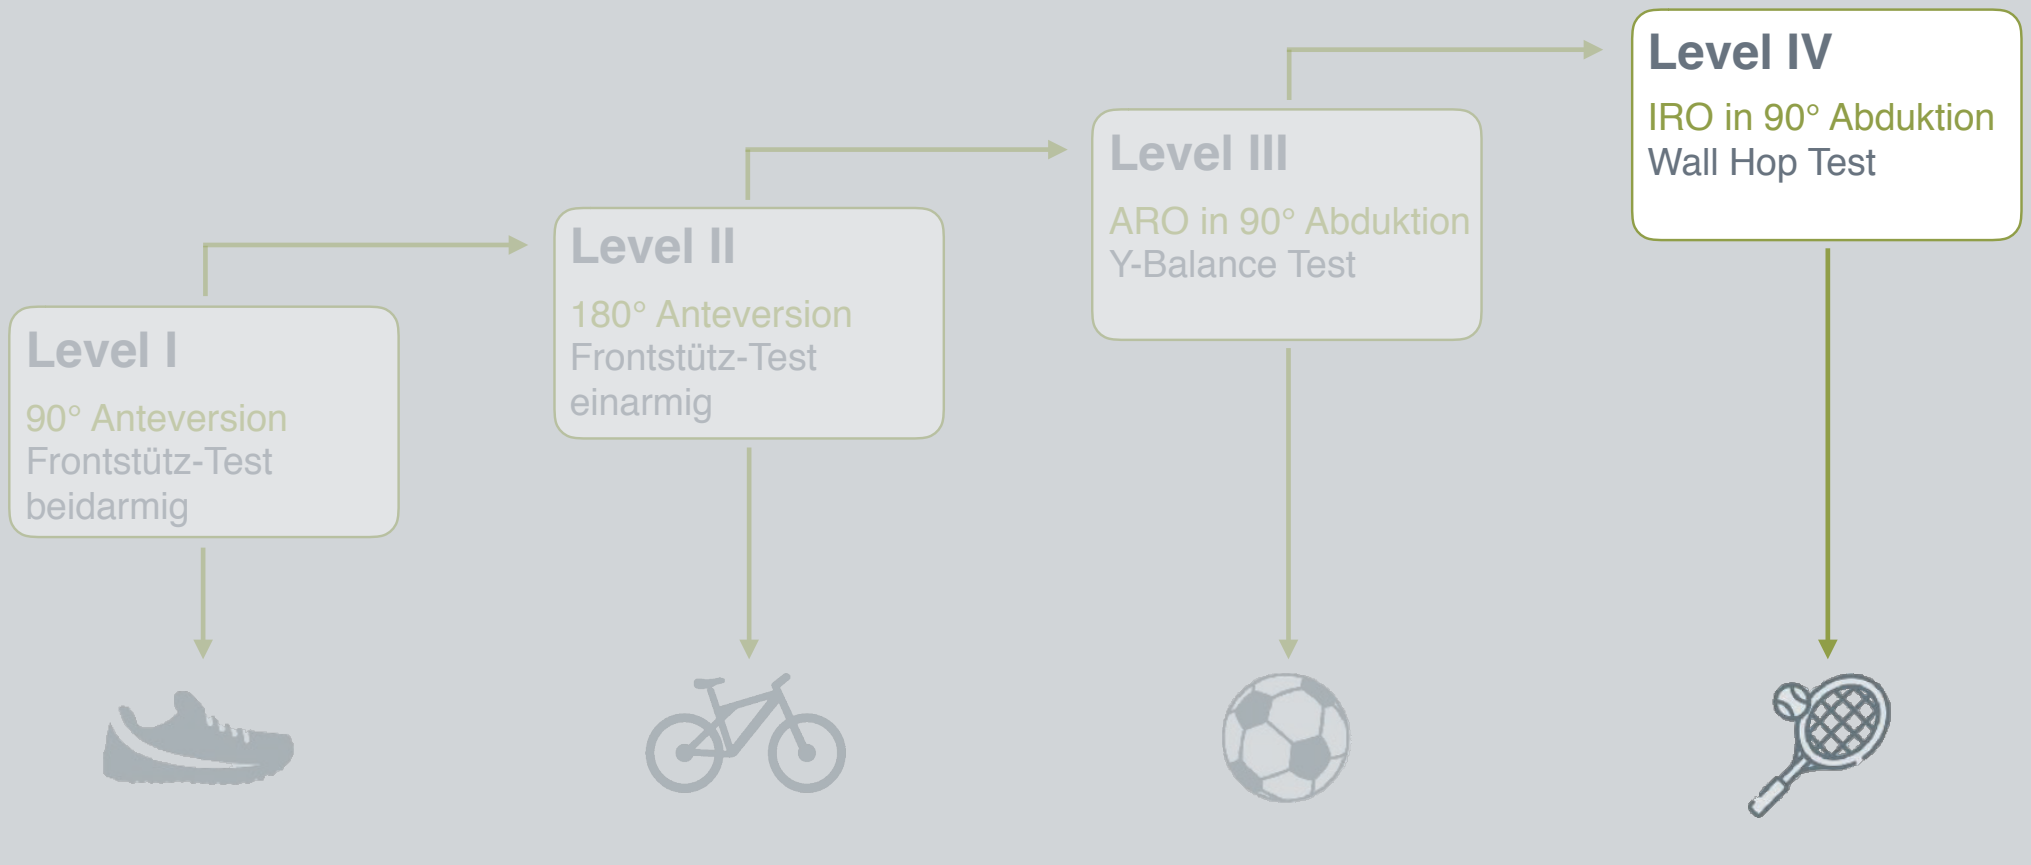 Level I
90° Anteversion
Frontstütz-Test
beidarmig
Level II
180° Anteversion
Frontstütz-Test
einarmig
Level III
ARO in 90° Abduktion
Y-Balance Test
Level IV
IRO in 90° Abduktion
Wall Hop Test